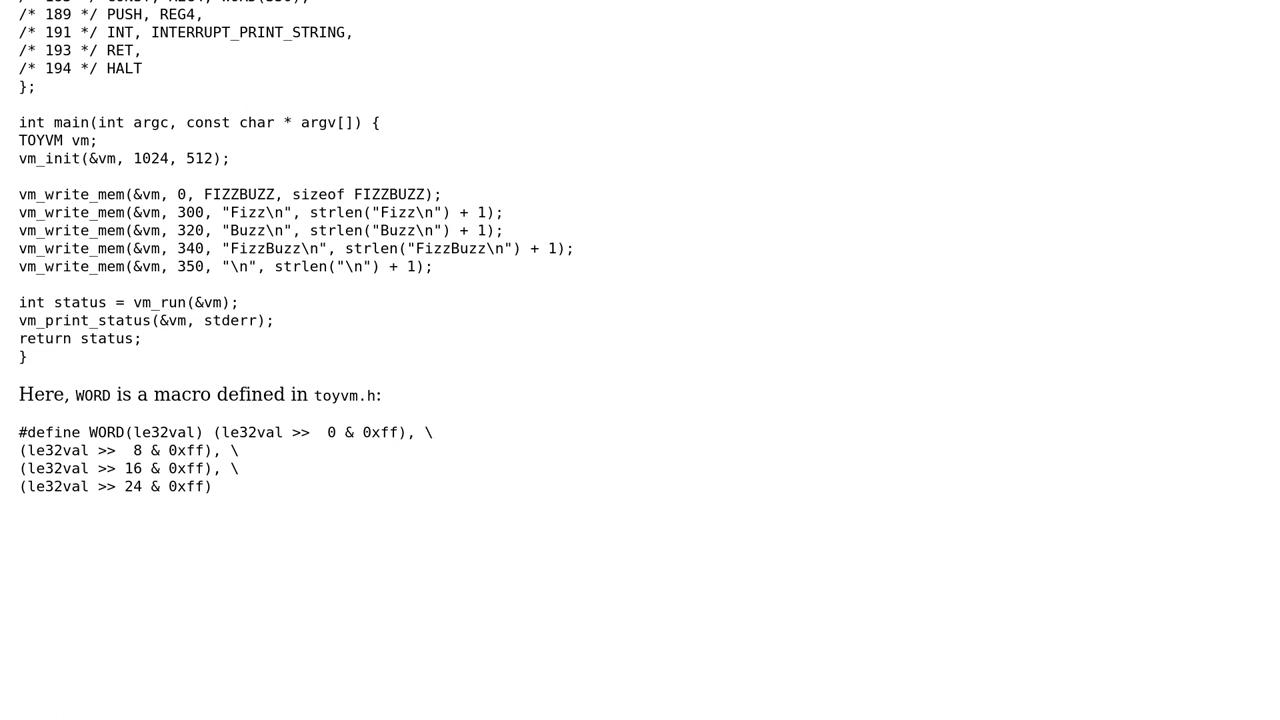 /* 189 */ PUSH, REG4,
/* 191 */ INT, INTERRUPT_PRINT_STRING,
/* 193 */ RET,
/* 194 */ HALT
};
int main(int argc, const char * argv[]) {
TOYVM vm;
vm_init(&vm, 1024, 512);
vm_write_mem(&vm, 0, FIZZBUZZ, sizeof FIZZBUZZ);
vm_write_mem(&vm, 300, "Fizz\n", strlen("Fizz\n") + 1);
vm_write_mem(&vm, 320, "Buzz\n", strlen("Buzz\n") + 1);
vm_write_mem(&vm, 340, "FizzBuzz\n", strlen("FizzBuzz\n") + 1);
vm_write_mem(&vm, 350, "\n", strlen("\n") + 1);
int status = vm_run(&vm);
vm_print_status(&vm, stderr);
return status;
}
Here, WORD is a macro defined in toyvm.h:
#define WORD(le32val) (le32val >>  0 & 0xff), \
(le32val >>  8 & 0xff), \
(le32val >> 16 & 0xff), \
(le32val >> 24 & 0xff)